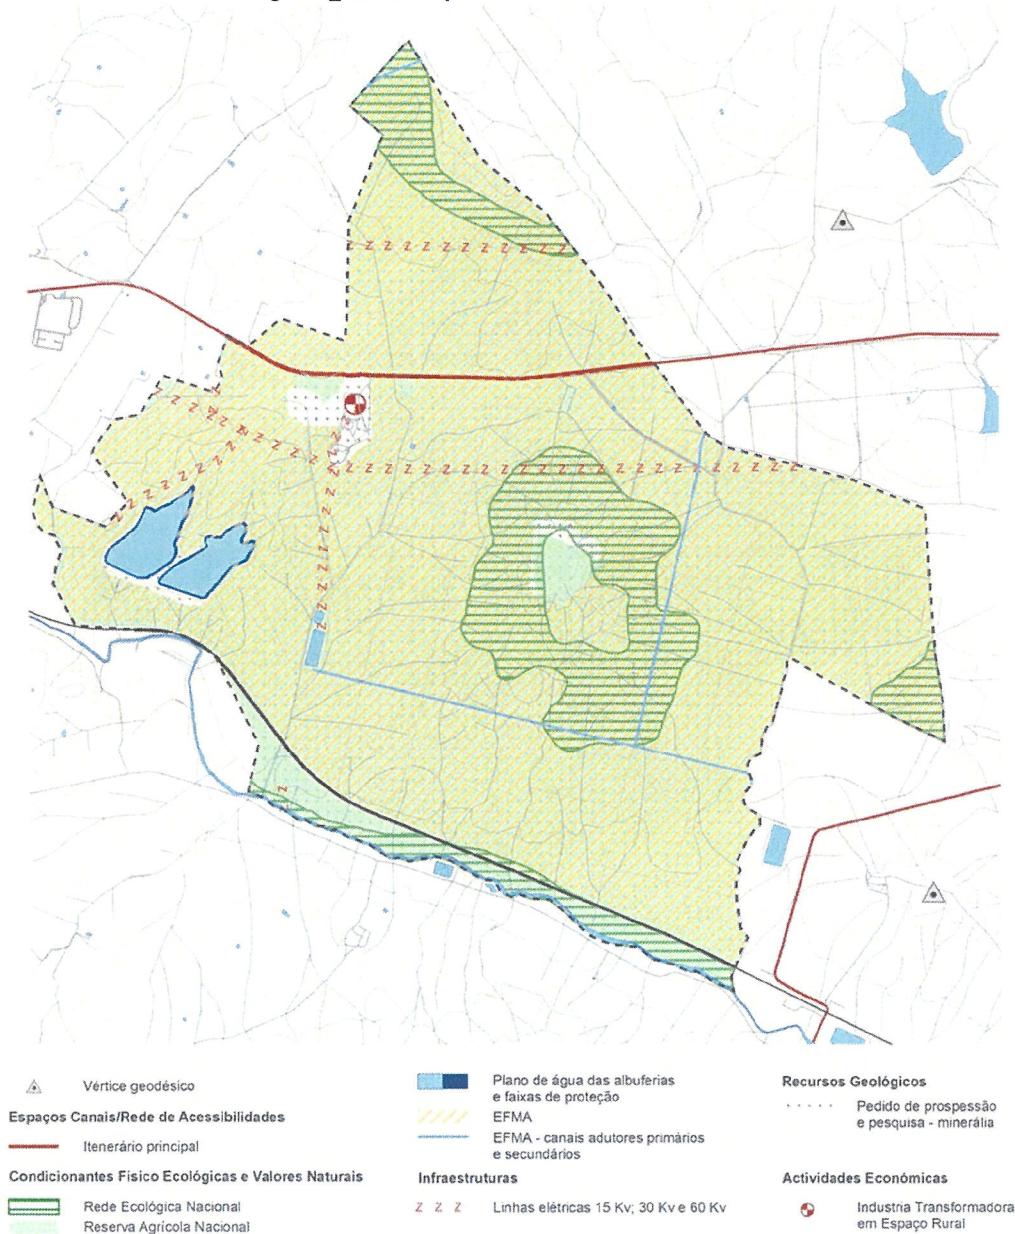 Vértice geodésico
Espaços Canais/Rede de Acessibilidades
Itenerário principal
Condicionantes Fisico Ecológicas e Valores Naturais
Rede Ecológica Nacional
Reserva Agrícola Nacional
Plano de água das albuferias
e faixas de proteção
EFMA
EFMA - canais adutores primários
e secundários
Infraestruturas
Z Z Z Linhas elétricas 15 Kv; 30 Kv e 60 Kv
Recursos Geológicos
Pedido de prospessão
e pesquisa - minerália
Actividades Económicas
Industria Transformadora
em Espaço Rural